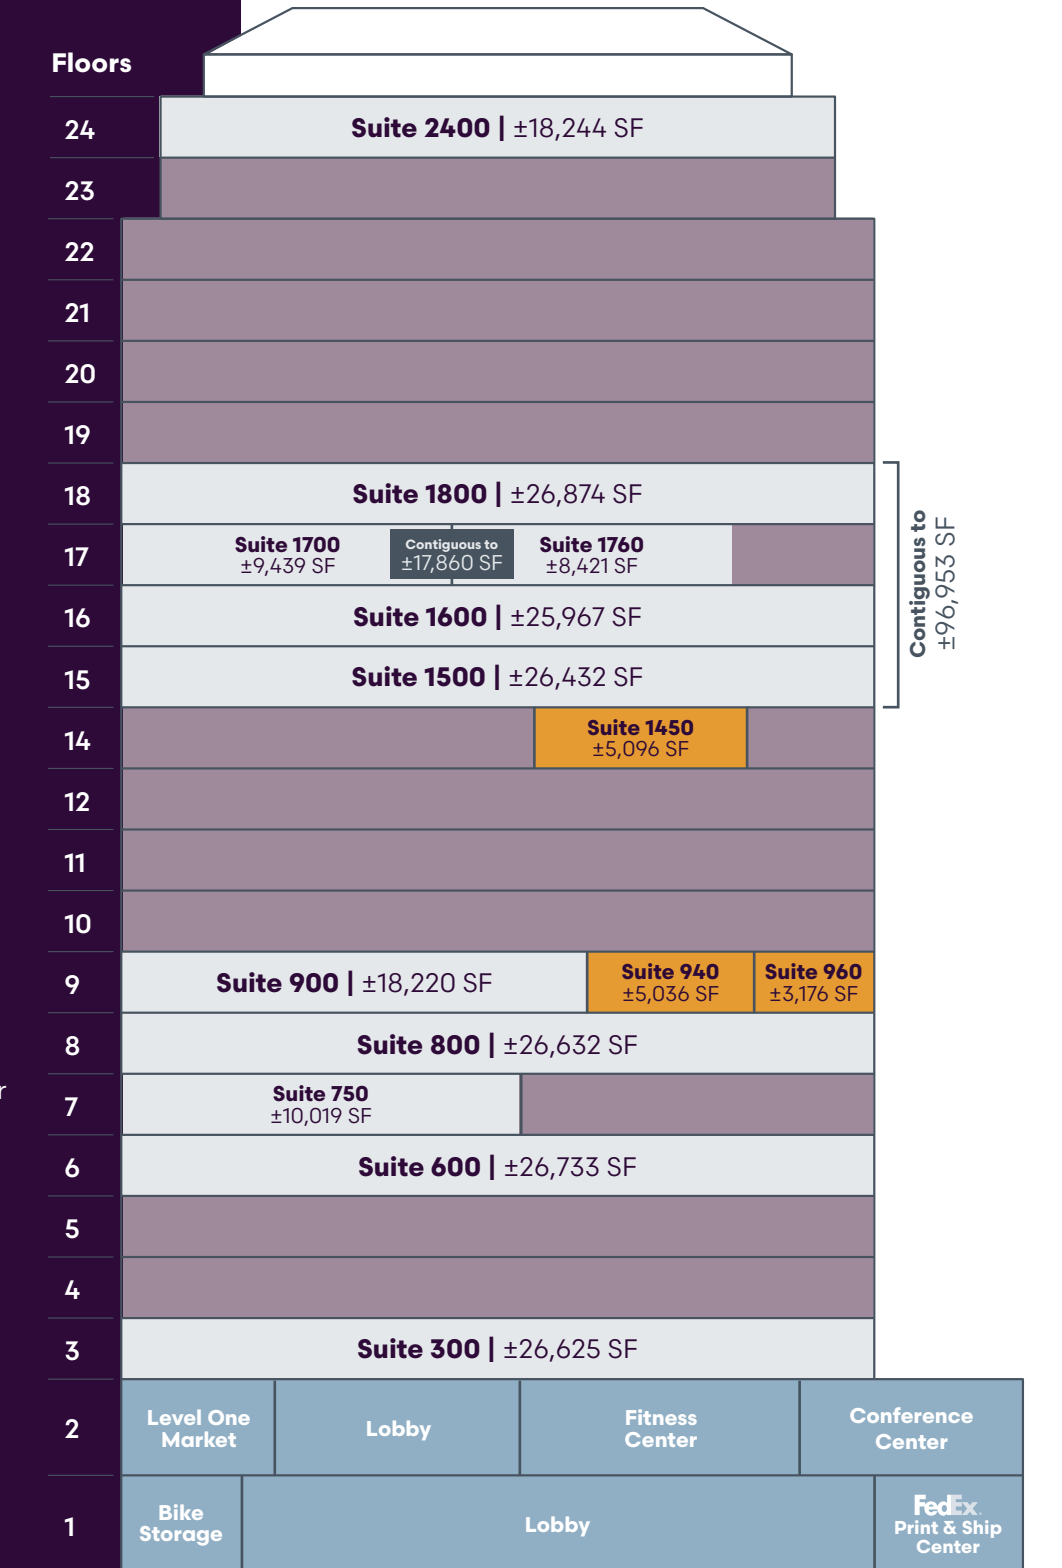 Floors
24
Suite 2400 | ±18,244 SF
23
22
21
20
19
18
Suite 1800 | ±26,874 SF
17
Suite 1700
±9,439 SF
Contiguous to
±17,860 SF
Suite 1760
±8,421 SF
16
Suite 1600 | ±25,967 SF
15
Suite 1500 | ±26,432 SF
Contiguous to
±96,953 SF
14
Suite 1450
±5,096 SF
12
11
10
9
Suite 900 | ±18,220 SF
Suite 940
±5,036 SF
Suite 960
±3,176 SF
8
Suite 800 | ±26,632 SF
r
7
Suite 750
±10,019 SF
6
Suite 600 | ±26,733 SF
5
4
3
Suite 300 | ±26,625 SF
2
Level One
Market
Lobby
Fitness
Center
Conference
Center
1
Bike
Storage
Lobby
FedEx
Print & Ship
Center